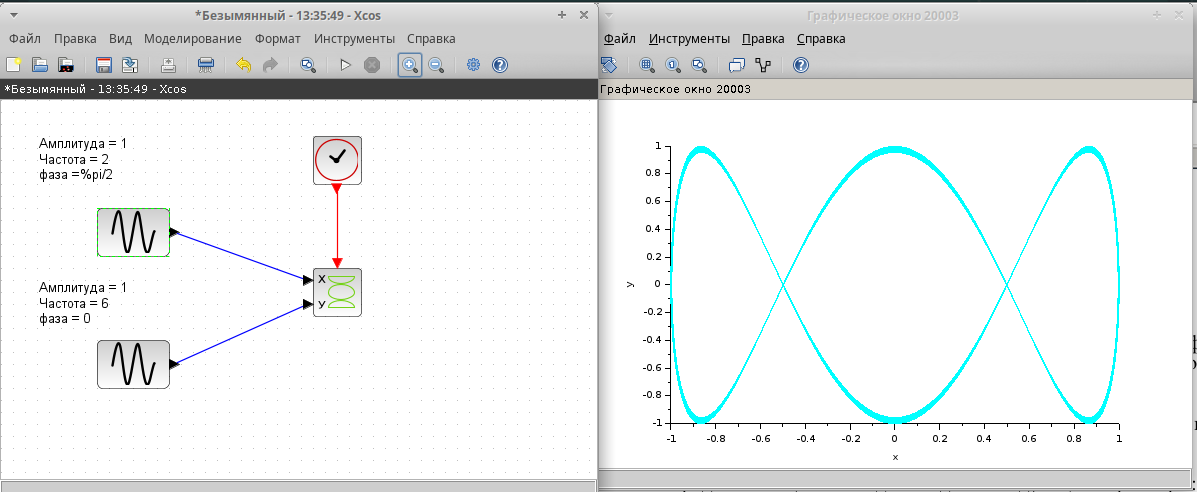 *Безымянный - 13:35:49 - Xcos
Файл Правка Вид Моделирование Формат Инструменты Справка
*Безымянный - 13:35:49 - Xcos
Амплитуда = 1
Частота = 2
фаза =%pi/2
Амплитуда = 1
Частота = 6
фаза = 0
X
y
Графическое окно 20003
Файл Инструменты Правка Справка
Графическое окно 20003
1
0.8
0.6
0.4
0.2
0
-0.2
-0.4
-0.6
-0.8
-1
y
-1 -0.8 -0.6 -0.4 -0.2 0 0.2 0.4 0.6 0.8 1
x